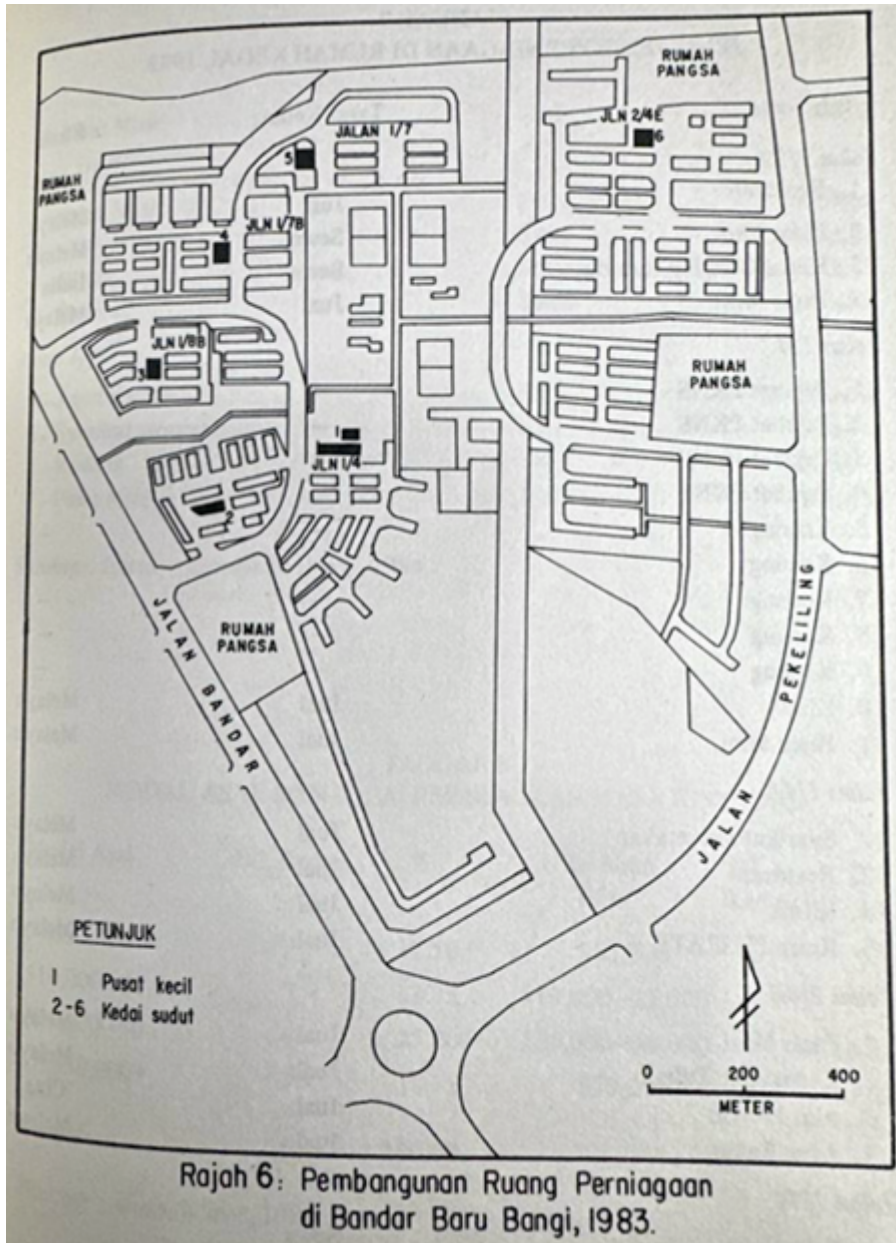 RUMAH
PANGSA
JLN 2/4E
6
JALAN 1/7
5
RUMAH
PANGSA
JLN 1/7B
4
JLN 1/8B
3
RUMAH
PANGSA
1
JLN 1/4
2
RUMAH
PANGSA
JALAN BANDAR
JALAN PEKELILING
PETUNJUK
1 Pusat kecil
2-6 Kedai sudut
0 200 400
METER
Rajah 6: Pembangunan Ruang Perniagaan
di Bandar Baru Bangi, 1983.